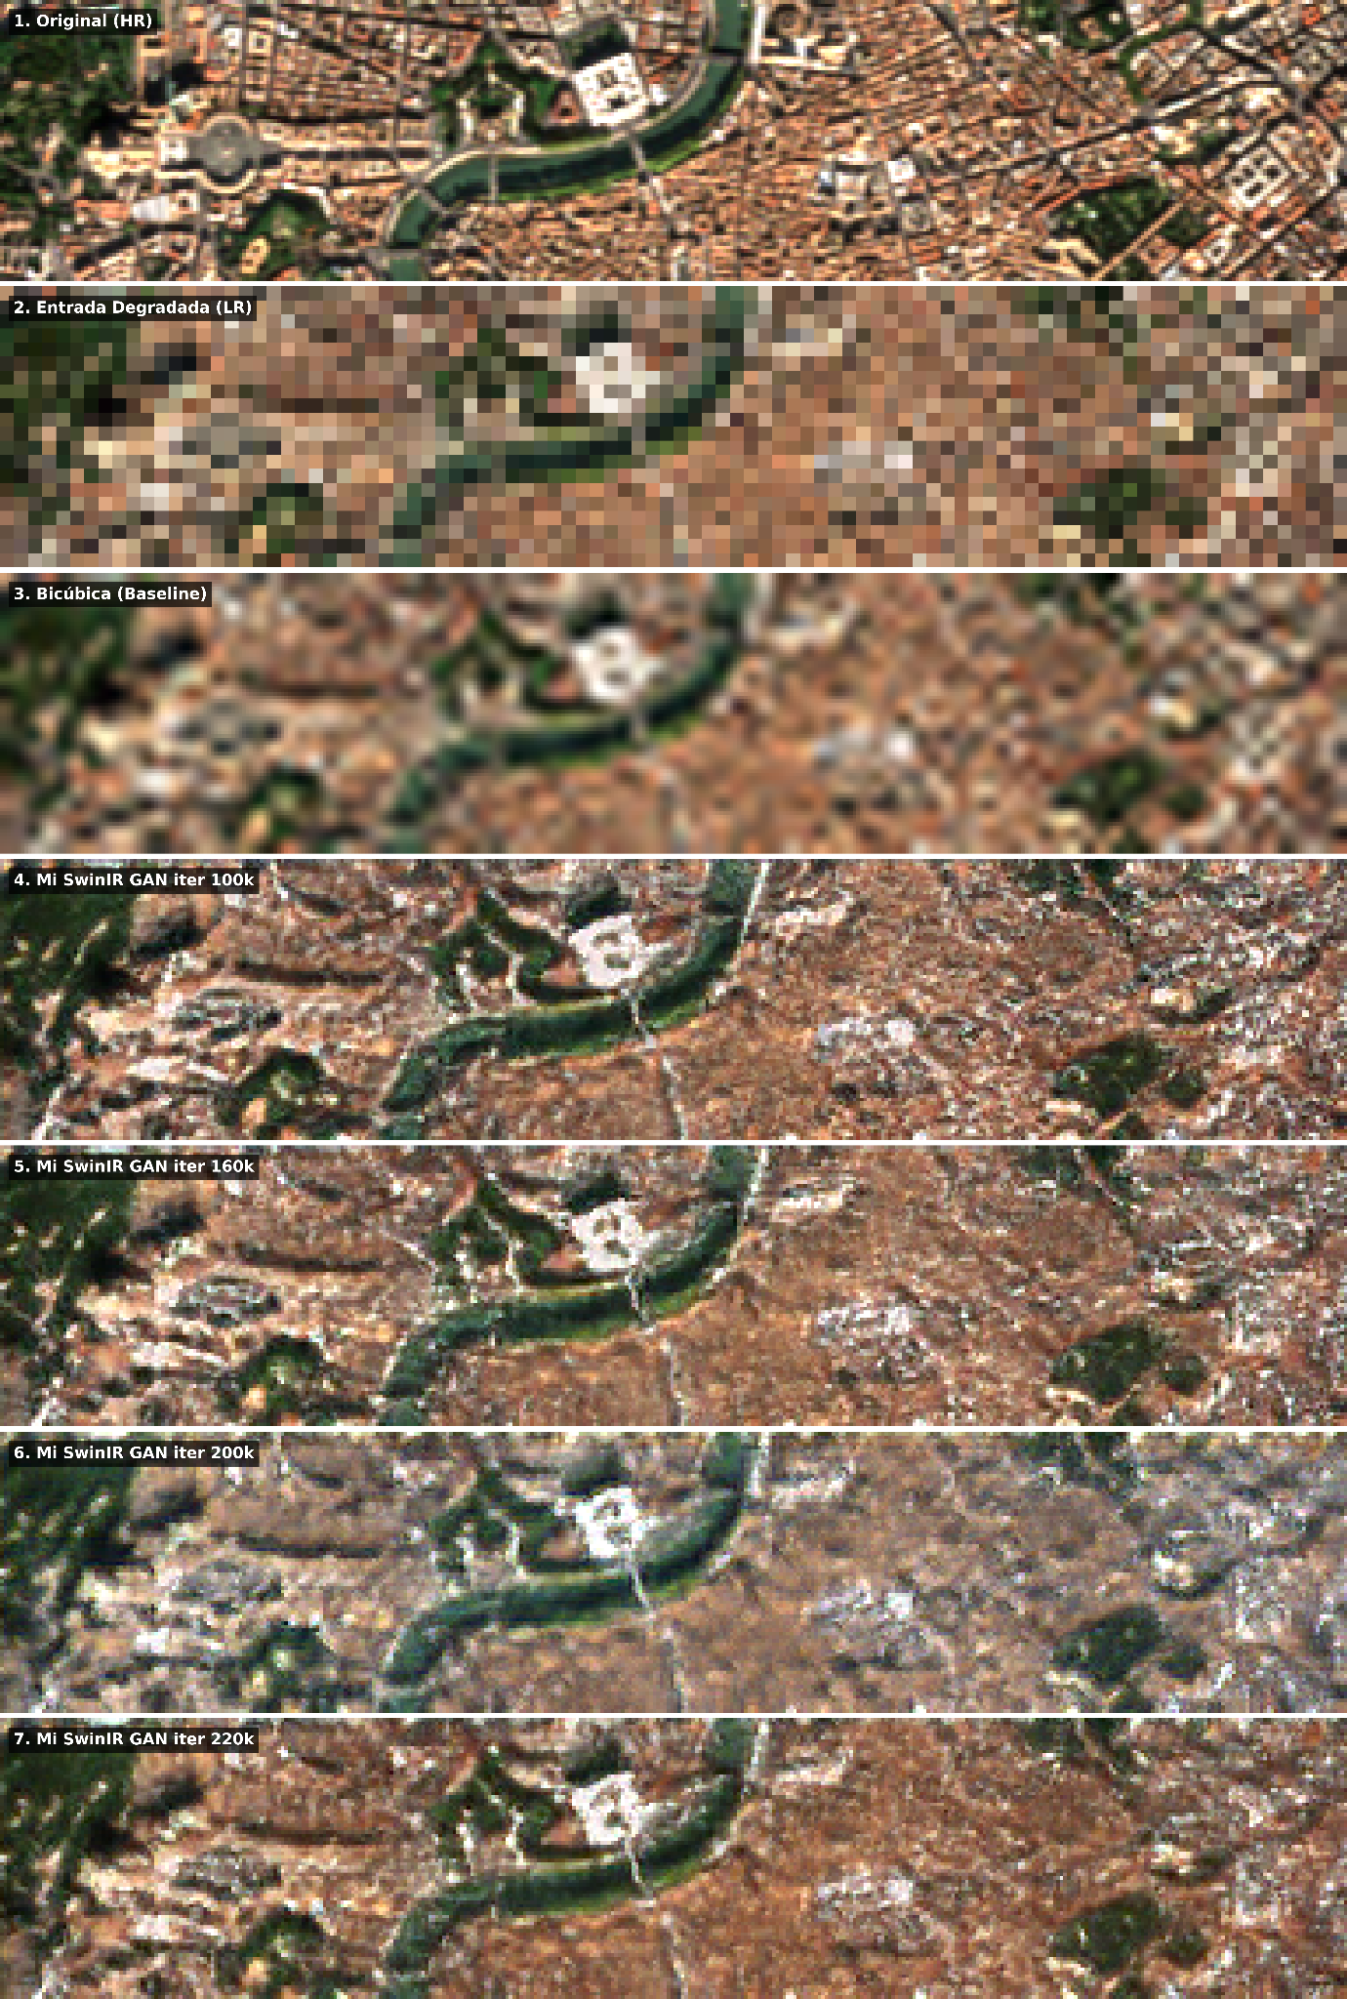 1. Original (HR)
2. Entrada Degradada (LR)
3. Bicúbica (Baseline)
4. Mi SwinIR GAN iter 100k
5. Mi SwinIR GAN iter 160k
6. Mi SwinIR GAN iter 200k
7. Mi SwinIR GAN iter 220k